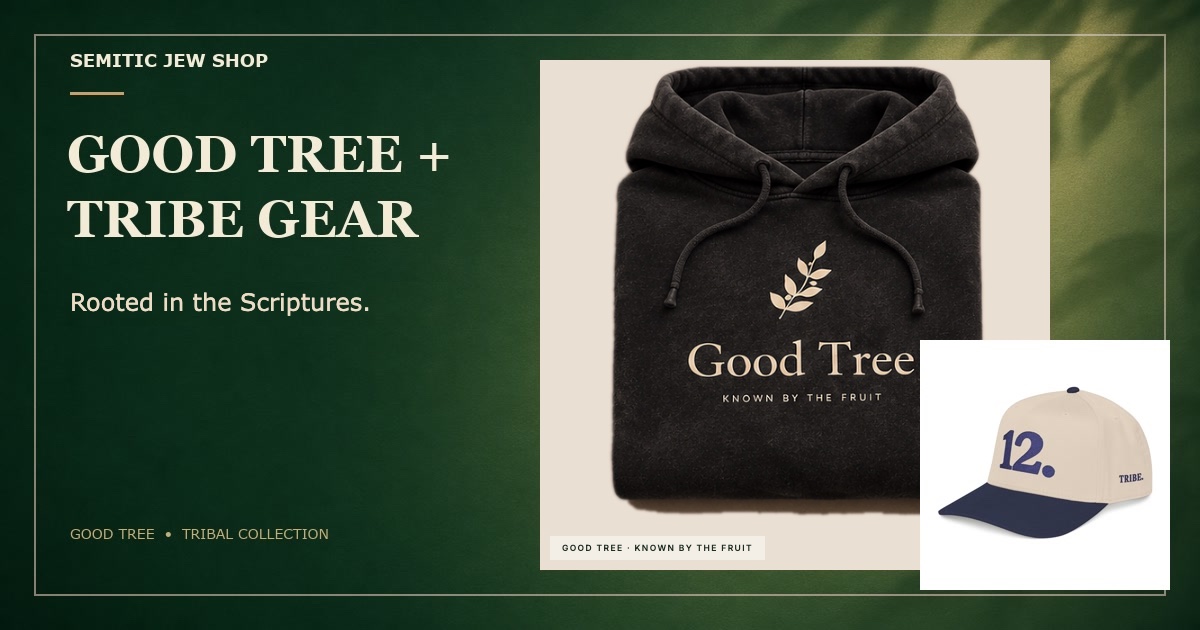 SEMITIC JEW SHOP
GOOD TREE +
TRIBE GEAR
Rooted in the Scriptures.
GOOD TREE • TRIBAL COLLECTION
Good Tree
KNOWN BY THE FRUIT
GOOD TREE · KNOWN BY THE FRUIT
12.
TRIBE.